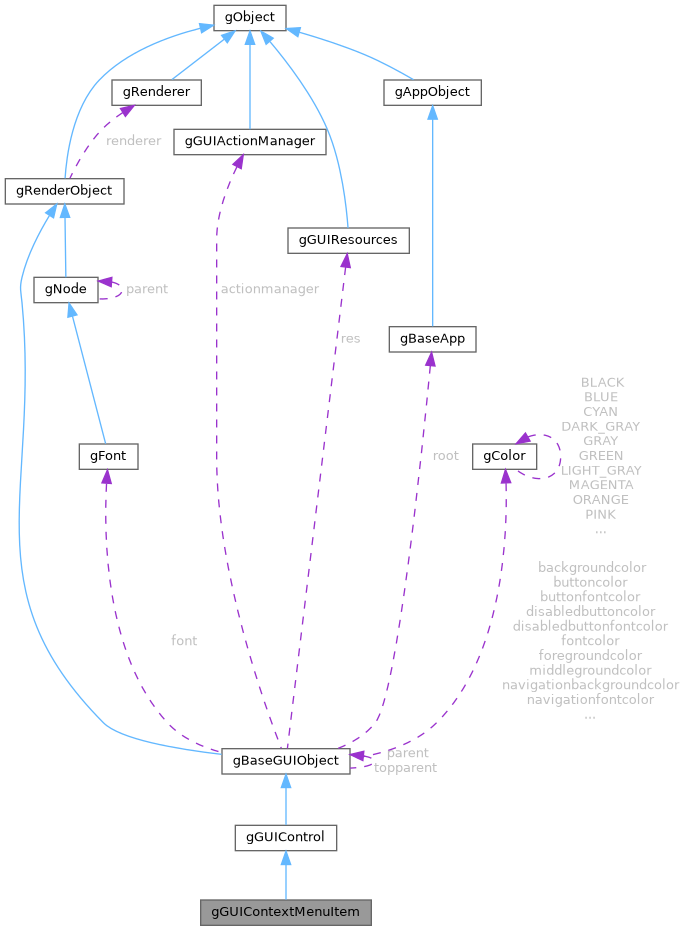 gObject
gRenderer
gAppObject
gGUIActionManager
renderer
gRenderObject
gGUIResources
gNode
parent
actionmanager
res
gBaseApp
BLACK
BLUE
CYAN
DARK_GRAY
GRAY
GREEN
LIGHT_GRAY
MAGENTA
ORANGE
PINK
...
gFont
root
gColor
backgroundcolor
buttoncolor
buttonfontcolor
disabledbuttoncolor
disabledbuttonfontcolor
fontcolor
foregroundcolor
middlegroundcolor
navigationbackgroundcolor
navigationfontcolor
...
font
gBaseGUIObject
parent
topparent
gGUIControl
gGUIContextMenuItem